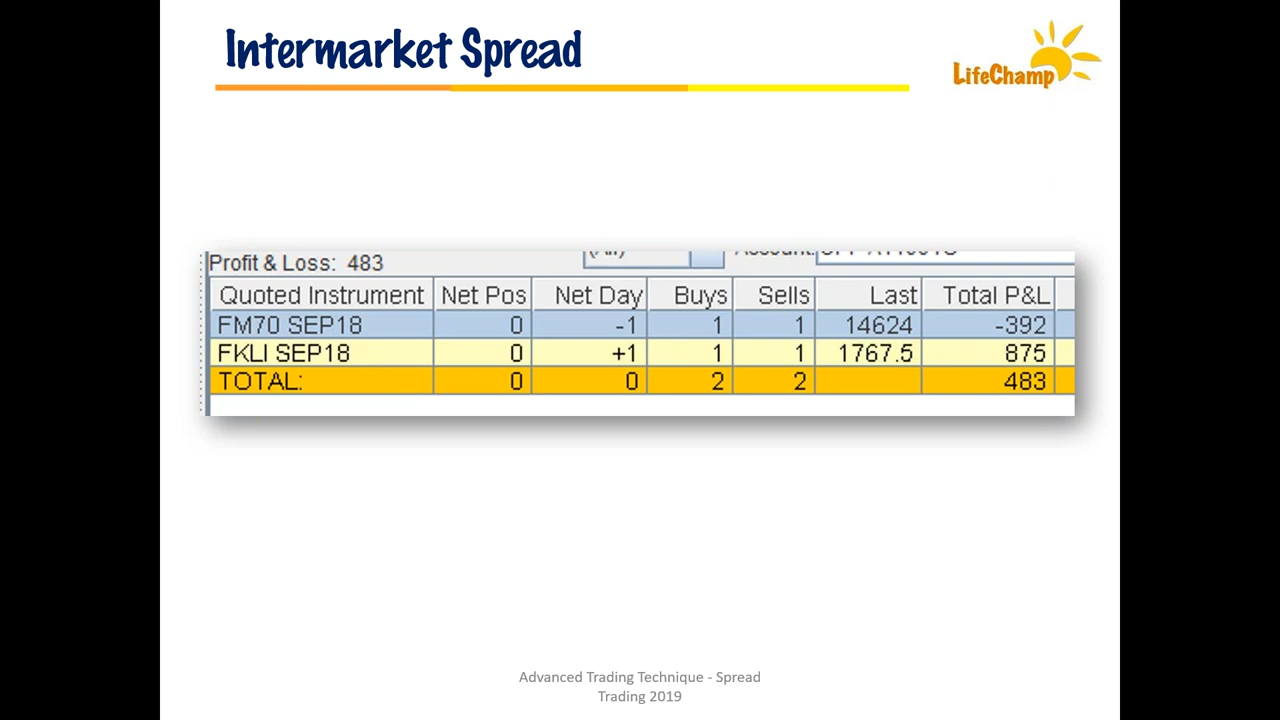 Intermarket Spread
LifeChamp
Profit & Loss: 483
Quoted Instrument Net Pos Net Day Buys Sells Last Total P&L
FM70 SEP18 0 -1 1 1 14624 -392
FKLI SEP18 0 +1 1 1 1767.5 875
TOTAL: 0 0 2 2 483
Advanced Trading Technique - Spread
Trading 2019